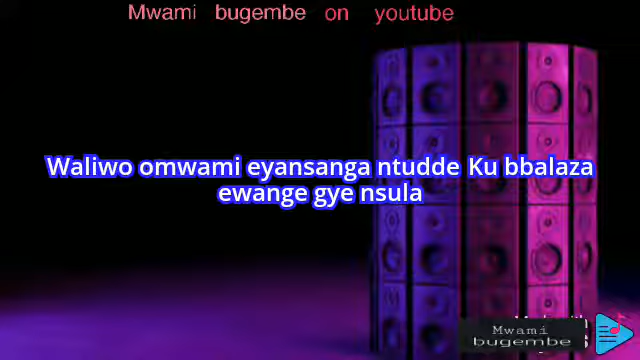 Mwami bugembe on youtube
Waliwo omwami eyansanga ntudde Ku bbalaza
ewange gye nsula
Mwami
bugembe